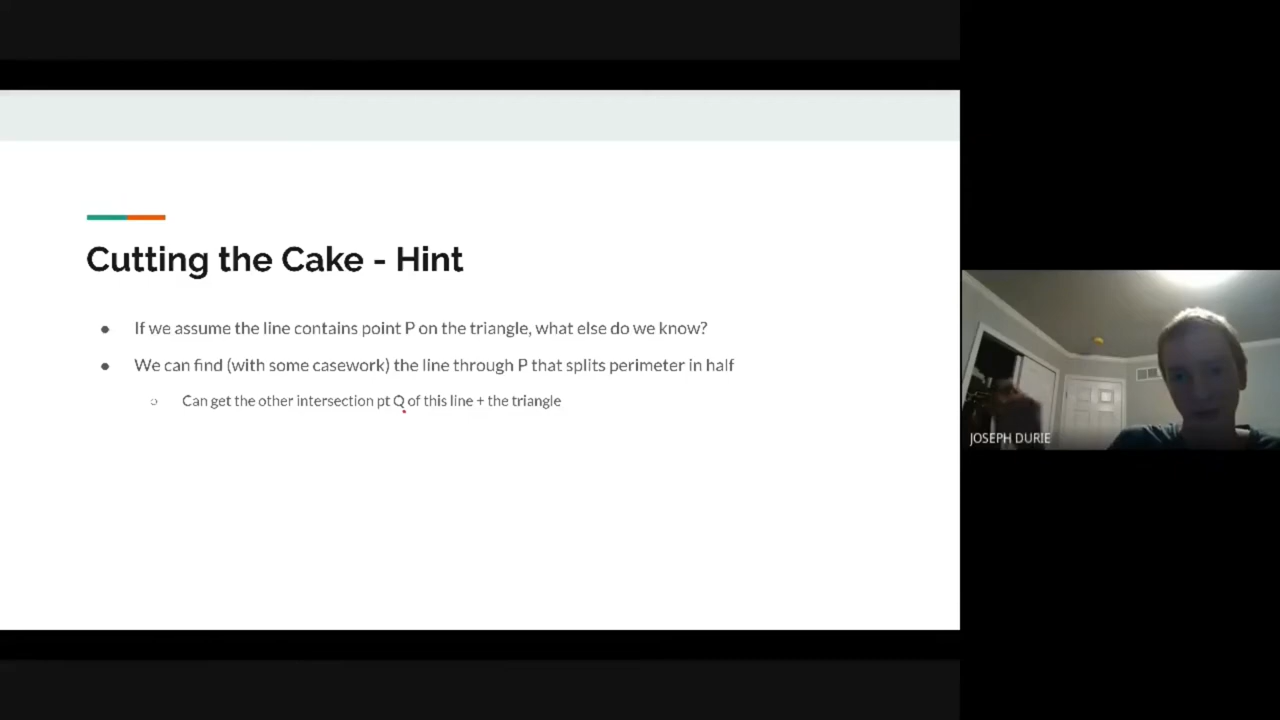 Cutting the Cake - Hint
● If we assume the line contains point P on the triangle, what else do we know?
● We can find (with some casework) the line through P that splits perimeter in half
○ Can get the other intersection pt Q of this line + the triangle
JOSEPH DURIE